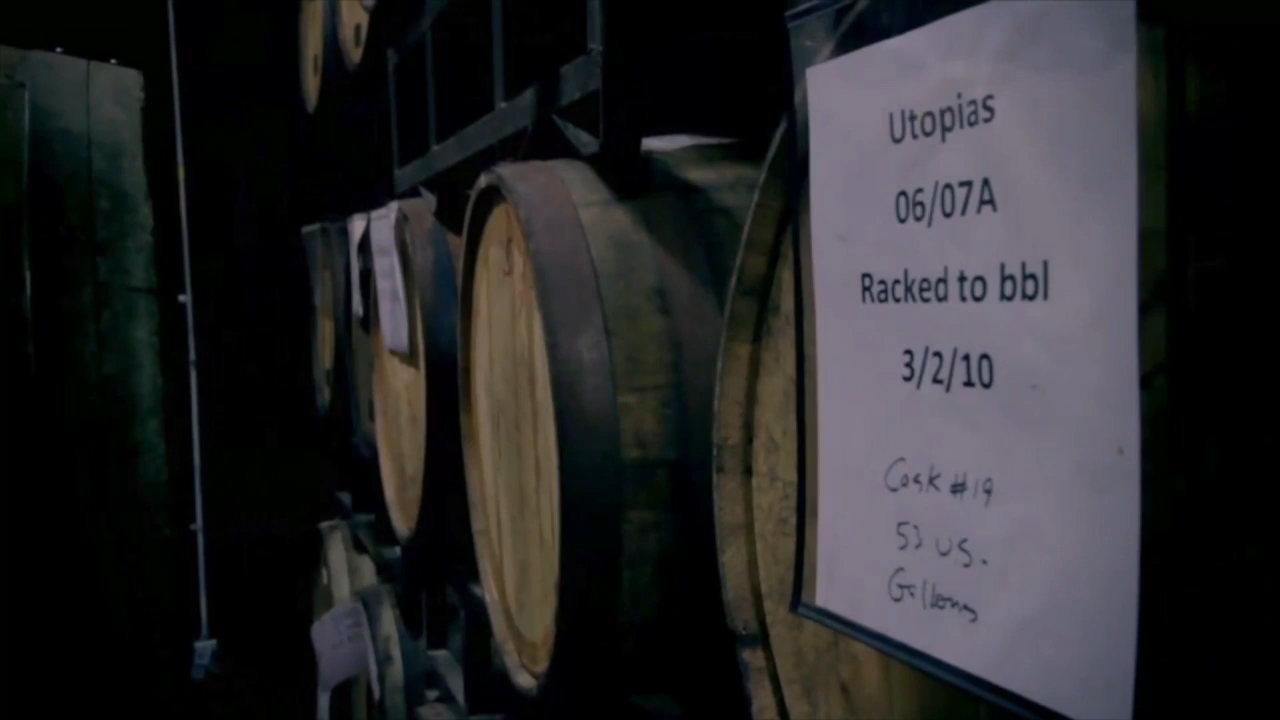 Utopias
06/07A
Racked to bbl
3/2/10
Cask #19
53 U.S.
Gallons